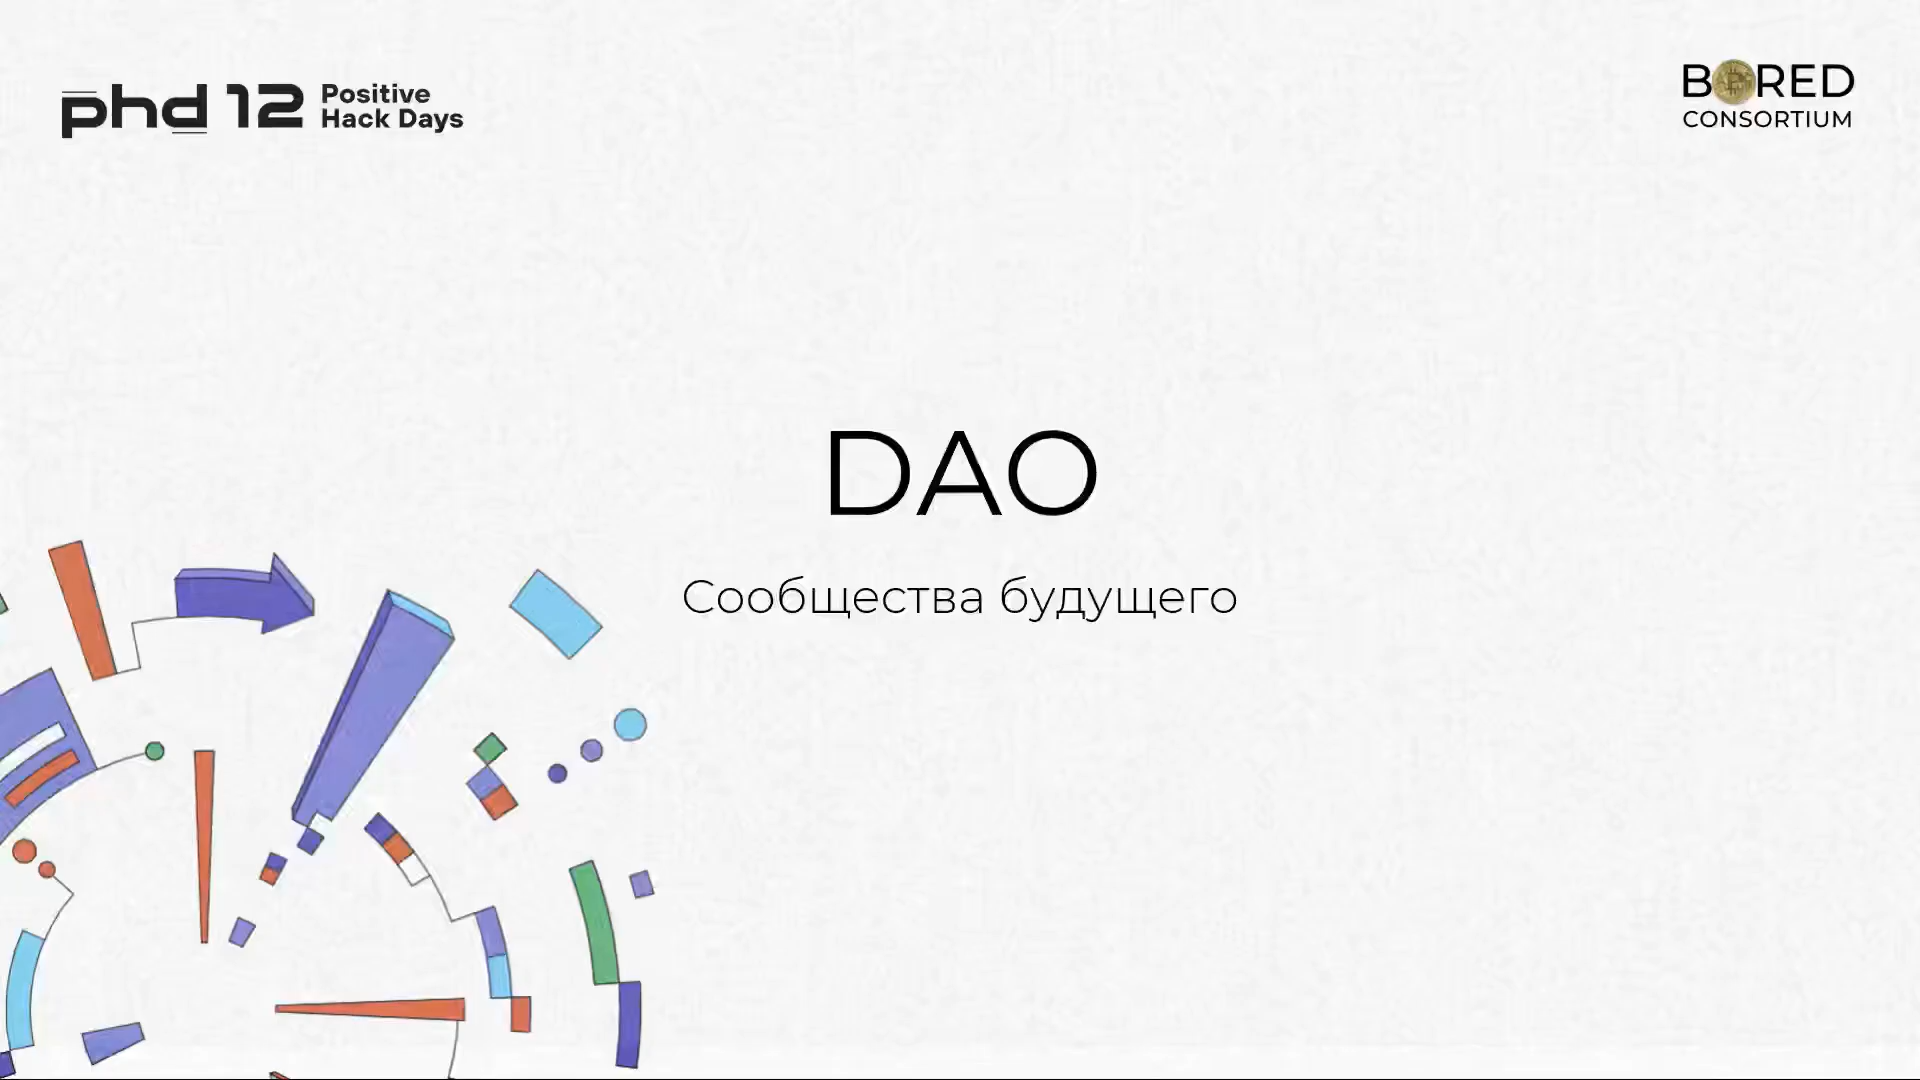 phd 12 Positive
Hack Days
BORED
CONSORTIUM
DAO
Сообщества будущего